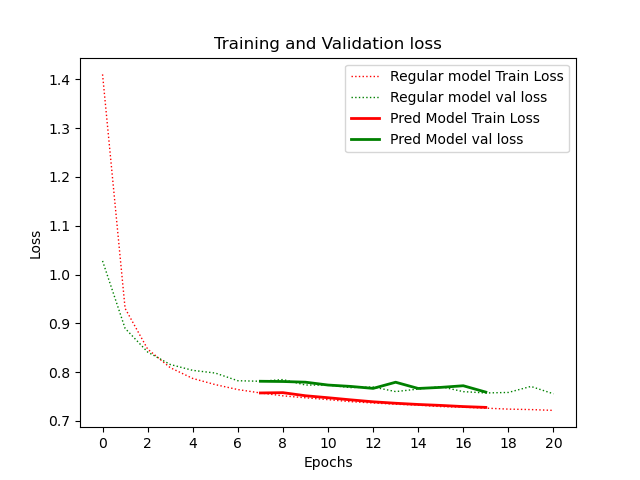 Training and Validation loss
Regular model Train Loss
Regular model val loss
Pred Model Train Loss
Pred Model val loss
Loss
1.4
1.3
1.2
1.1
1.0
0.9
0.8
0.7
0 2 4 6 8 10 12 14 16 18 20
Epochs